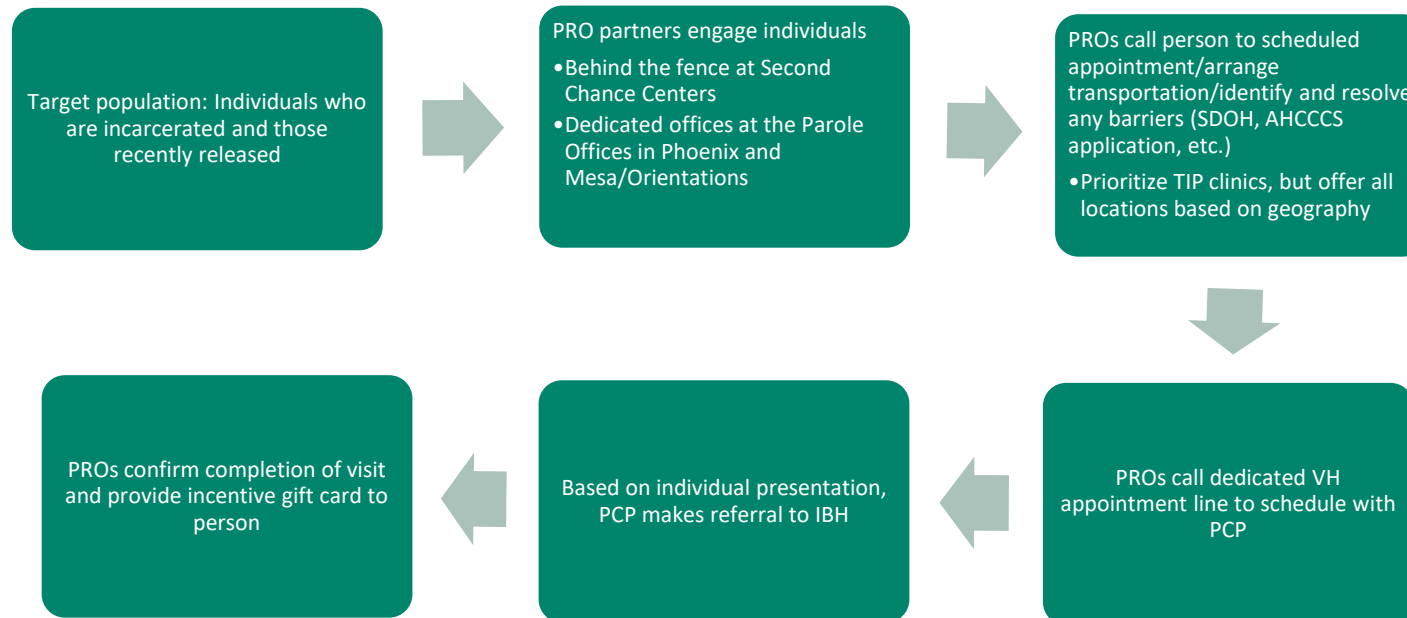 Target population: Individuals who
are incarcerated and those
recently released
PRO partners engage individuals
•Behind the fence at Second
Chance Centers
•Dedicated offices at the Parole
Offices in Phoenix and
Mesa/Orientations
PROs call person to scheduled
appointment/arrange
transportation/identify and resolve
any barriers (SDOH, AHCCCS
application, etc.)
•Prioritize TIP clinics, but offer all
locations based on geography
PROs call dedicated VH
appointment line to schedule with
PCP
Based on individual presentation,
PCP makes referral to IBH
PROs confirm completion of visit
and provide incentive gift card to
person